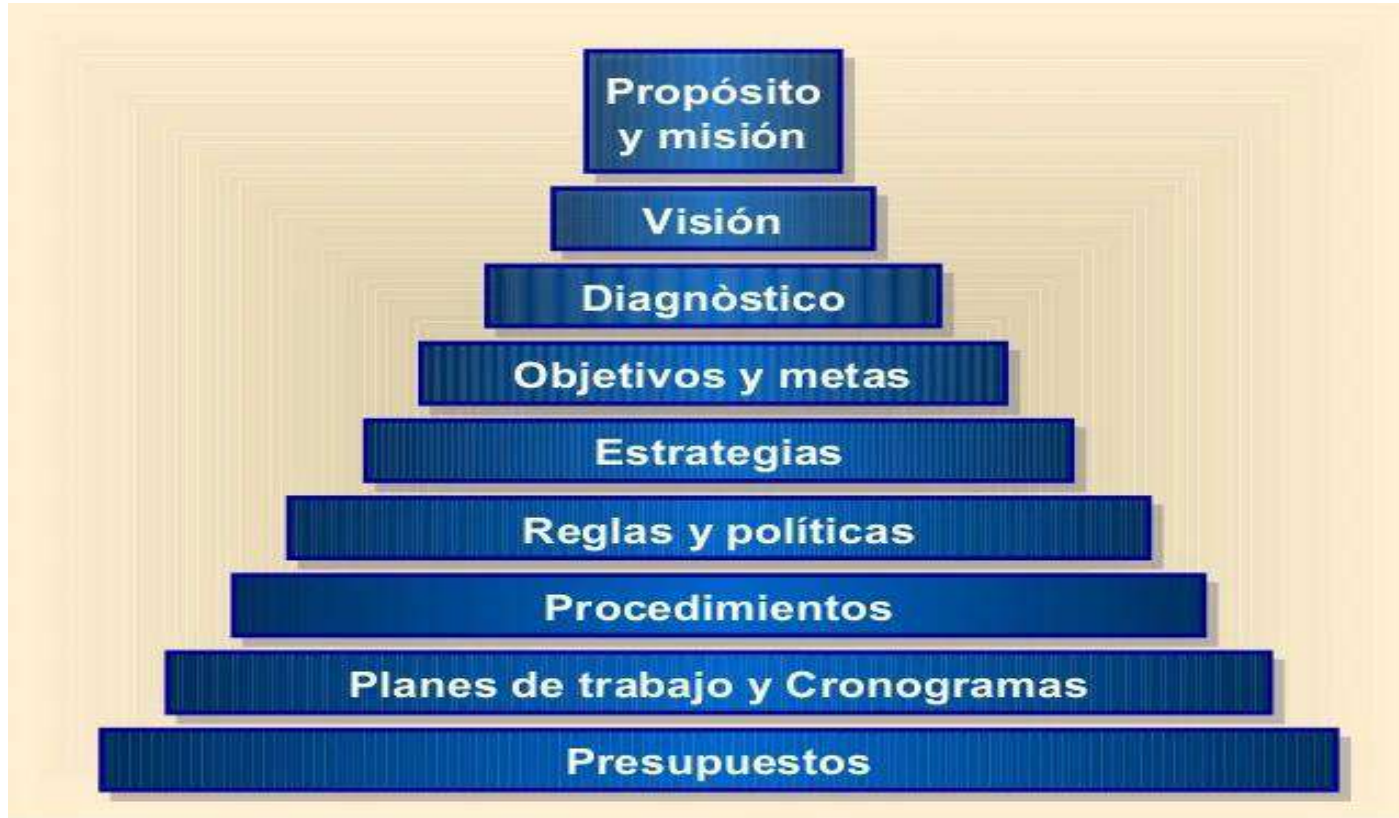 Propósito
y misión
Visión
Diagnòstico
Objetivos y metas
Estrategias
Reglas y políticas
Procedimientos
Planes de trabajo y Cronogramas
Presupuestos